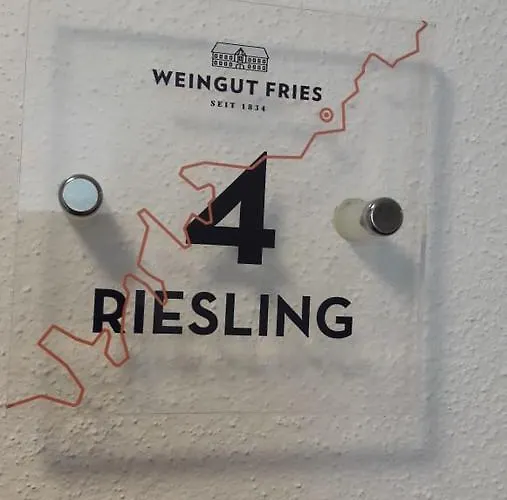 WEINGUT FRIES
SEIT 1834
4
RIESLING